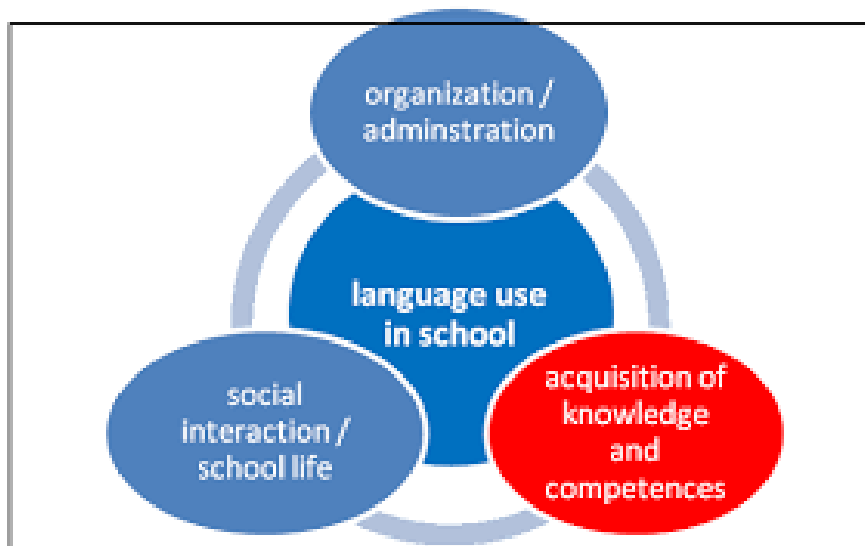 organization /
adminstration
language use
in school
social
interaction /
school life
acquisition of
knowledge
and
competences